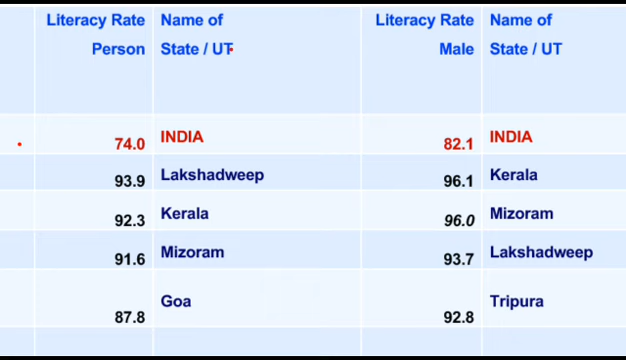 Literacy Rate Name of Literacy Rate Name of
Person State / UT Male State / UT
74.0 INDIA 82.1 INDIA
93.9 Lakshadweep 96.1 Kerala
92.3 Kerala 96.0 Mizoram
91.6 Mizoram 93.7 Lakshadweep
87.8 Goa 92.8 Tripura